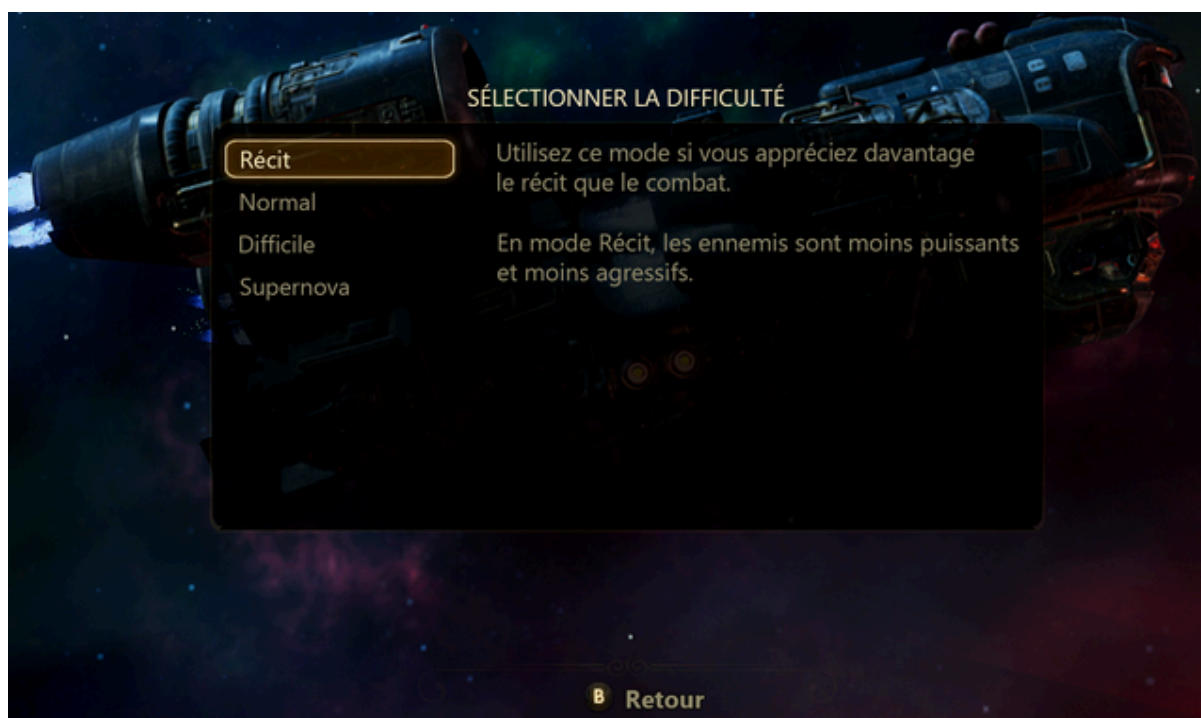 SÉLECTIONNER LA DIFFICULTÉ
Récit
Normal
Difficile
Supernova
Utilisez ce mode si vous appréciez davantage
le récit que le combat.
En mode Récit, les ennemis sont moins puissants
et moins agressifs.
B Retour